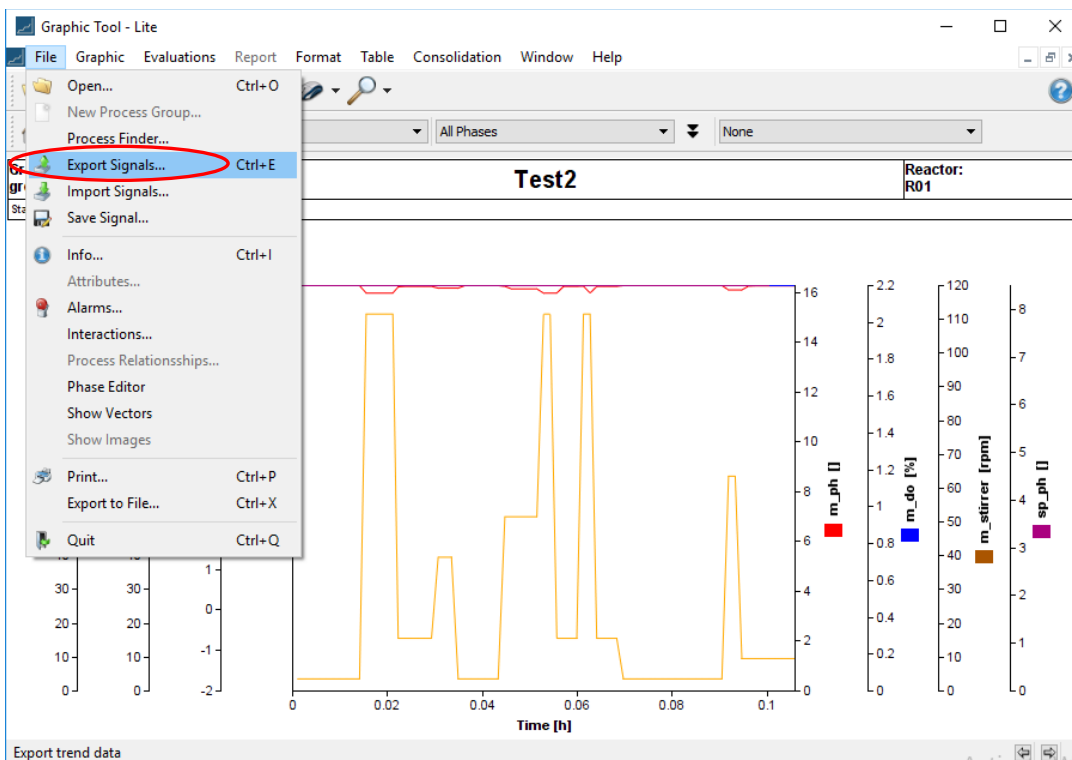 Graphic Tool - Lite
File Graphic Evaluations Report Format Table Consolidation Window Help
Open... Ctrl+O
New Process Group...
Process Finder...
All Phases
None
Export Signals... Ctrl+E
Import Signals...
Save Signal...
Test2
Reactor:
R01
Gr
gr
Sta
Info... Ctrl+I
Attributes...
Alarms...
Interactions...
Process Relationsships...
Phase Editor
Show Vectors
Show Images
Print... Ctrl+P
Export to File... Ctrl+X
Quit Ctrl+Q
30
20
10
0
30
20
10
0
1
0
-1
-2
16
14
12
10
8
6
4
2
0
m_ph []
2.2
2
1.8
1.6
1.4
1.2
1
0.8
0.6
0.4
0.2
0
m_do [%]
120
110
100
90
80
70
60
50
40
30
20
10
0
m_stirrer [rpm]
8
7
6
5
4
3
2
1
0
sp_ph []
0 0.02 0.04 0.06 0.08 0.1
Time [h]
Export trend data